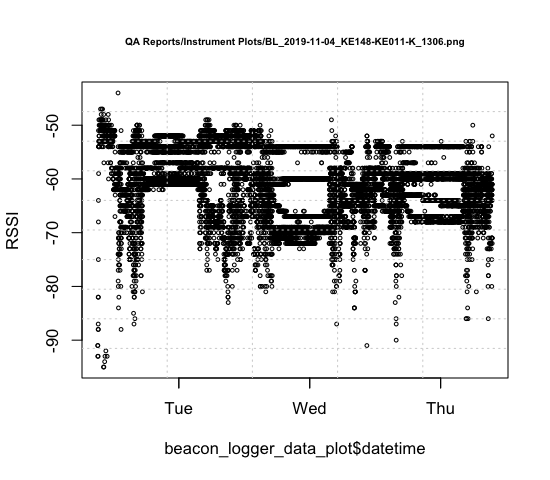 QA Reports/Instrument Plots/BL_2019-11-04_KE148-KE011-K_1306.png
-50
-60
-70
-80
-90
RSSI
Tue Wed Thu
beacon_logger_data_plot$datetime